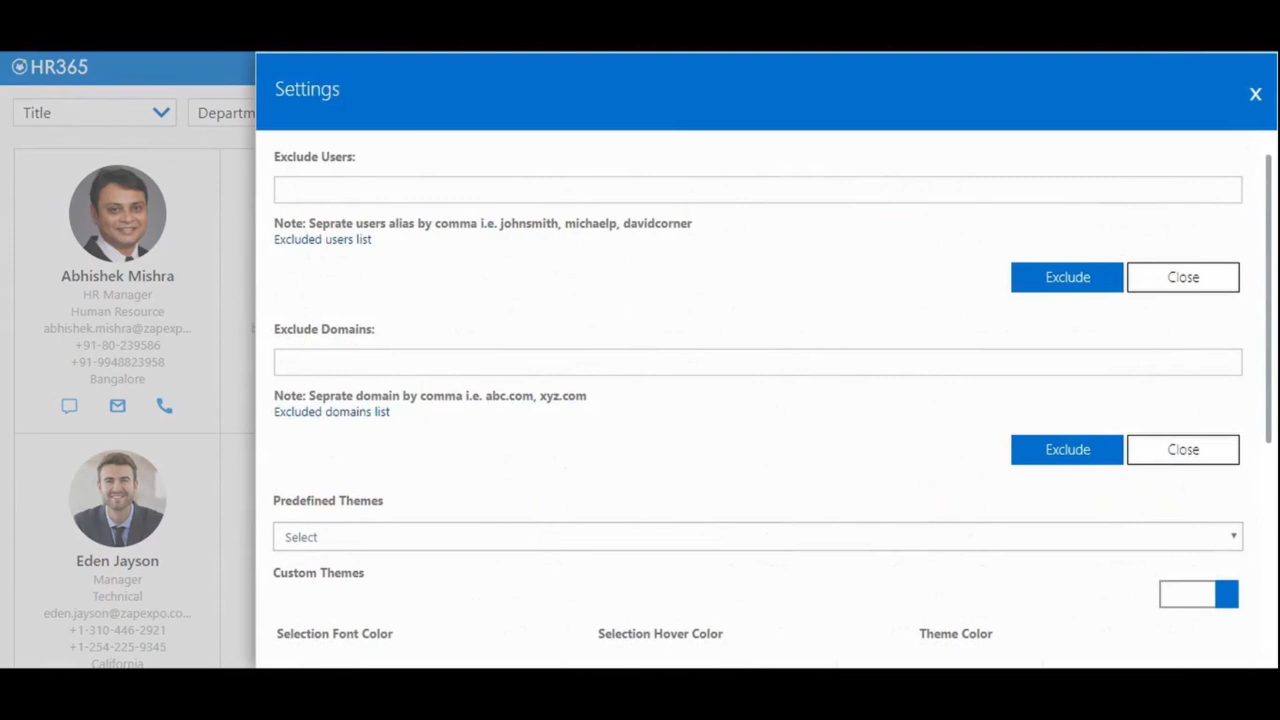 HR365
Title
Departm
Abhishek Mishra
HR Manager
Human Resource
abhishek.mishra@zapexp...
+91-80-239586
+91-9948823958
Bangalore
Eden Jayson
Manager
Technical
eden.jayson@zapexpo.co...
+1-310-446-2921
+1-254-225-9345
California
Settings
X
Exclude Users:
Note: Seprate users alias by comma i.e. johnsmith, michaelp, davidcorner
Excluded users list
Exclude Close
Exclude Domains:
Note: Seprate domain by comma i.e. abc.com, xyz.com
Excluded domains list
Exclude Close
Predefined Themes
Select
Custom Themes
Selection Font Color Selection Hover Color Theme Color